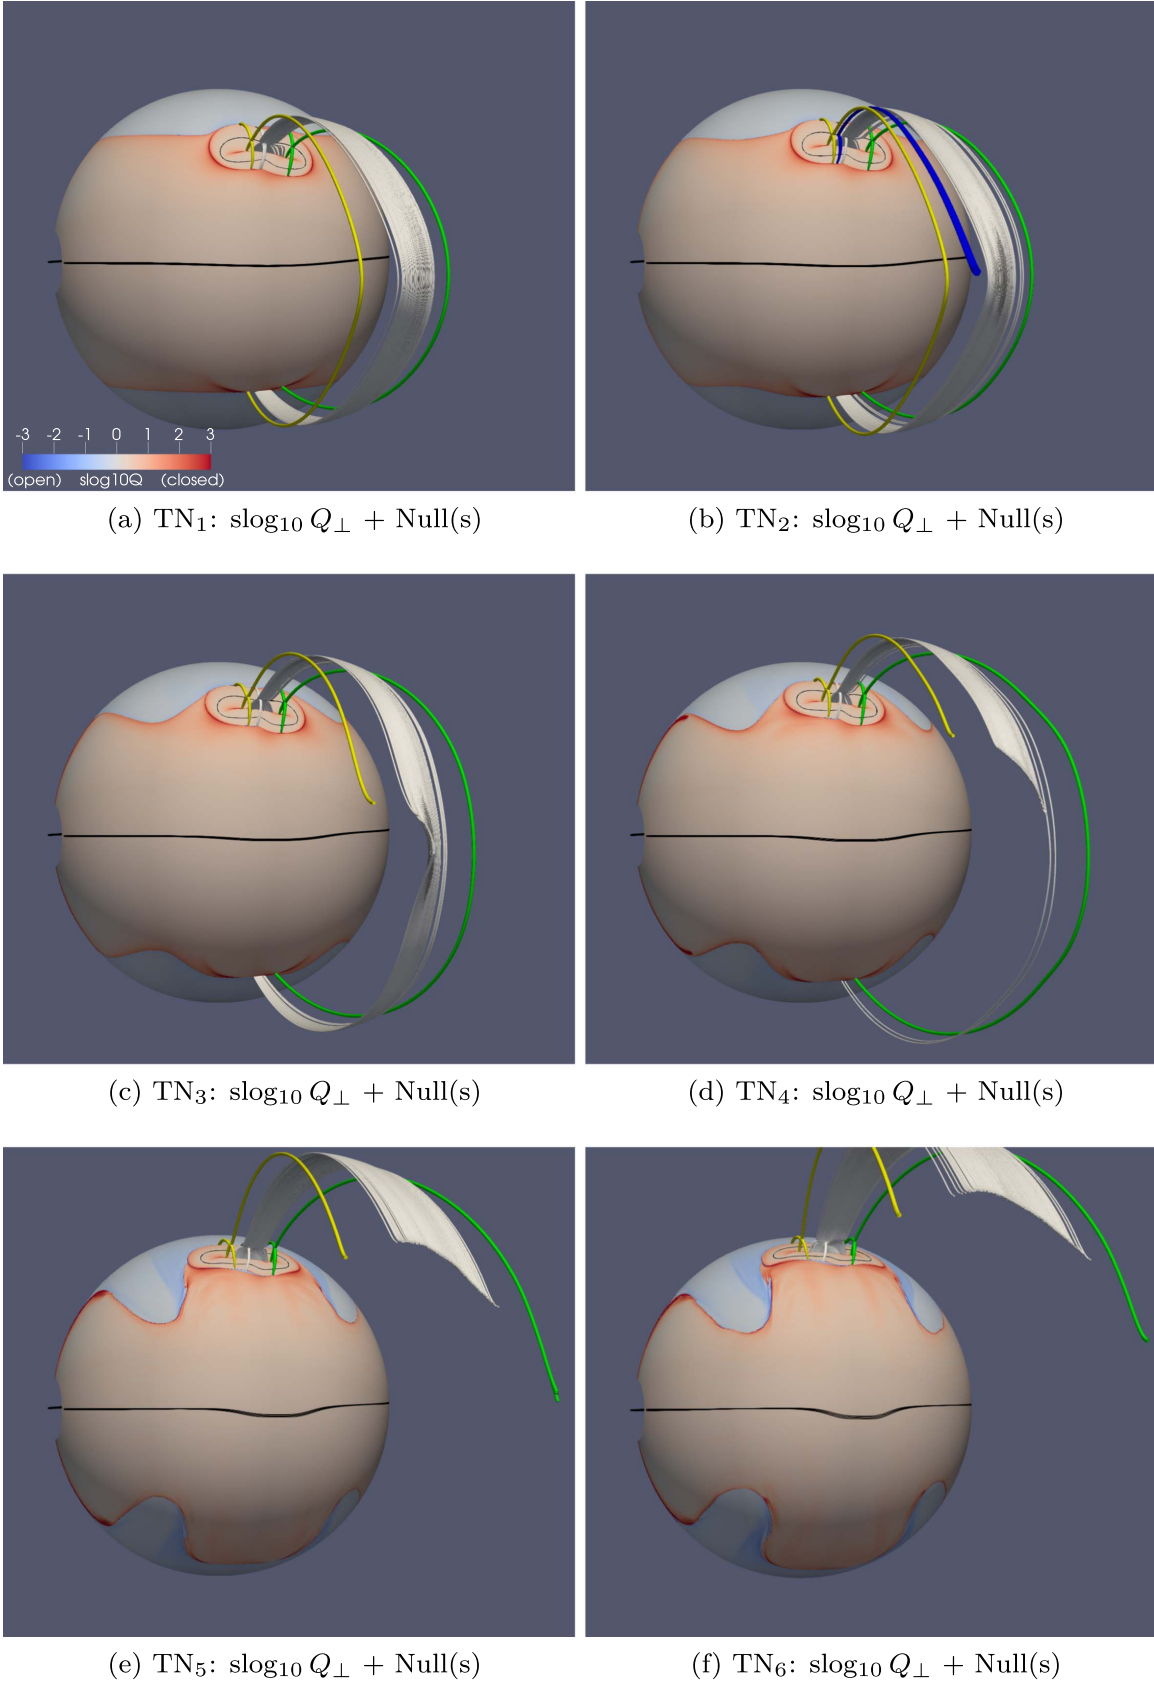 -3 -2 -1 0 1 2 3
(open) slog10Q (closed)
(a) TN₁: slog₁₀ Q⊥ + Null(s)
(b) TN₂: slog₁₀ Q⊥ + Null(s)
(c) TN₃: slog₁₀ Q⊥ + Null(s)
(d) TN₄: slog₁₀ Q⊥ + Null(s)
(e) TN₅: slog₁₀ Q⊥ + Null(s)
(f) TN₆: slog₁₀ Q⊥ + Null(s)